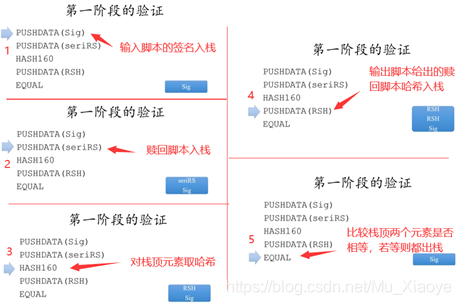 第一阶段的验证
1
PUSHDATA(Sig)
PUSHDATA(seriRS)
HASH160
PUSHDATA(RSH)
EQUAL
输入脚本的签名入栈
Sig
第一阶段的验证
2
PUSHDATA(Sig)
PUSHDATA(seriRS)
HASH160
PUSHDATA(RSH)
EQUAL
赎回脚本入栈
seriRS
Sig
第一阶段的验证
3
PUSHDATA(Sig)
PUSHDATA(seriRS)
HASH160
PUSHDATA(RSH)
EQUAL
对栈顶元素取哈希
RSH
Sig
第一阶段的验证
4
PUSHDATA(Sig)
PUSHDATA(seriRS)
HASH160
PUSHDATA(RSH)
EQUAL
输出脚本给出的赎
回脚本哈希入栈
RSH
RSH
Sig
第一阶段的验证
5
PUSHDATA(Sig)
PUSHDATA(seriRS)
HASH160
PUSHDATA(RSH)
EQUAL
比较栈顶两个元素是否
相等，若等则都出栈
Sig
https://blog.csdn.net/Mu_Xiaoye